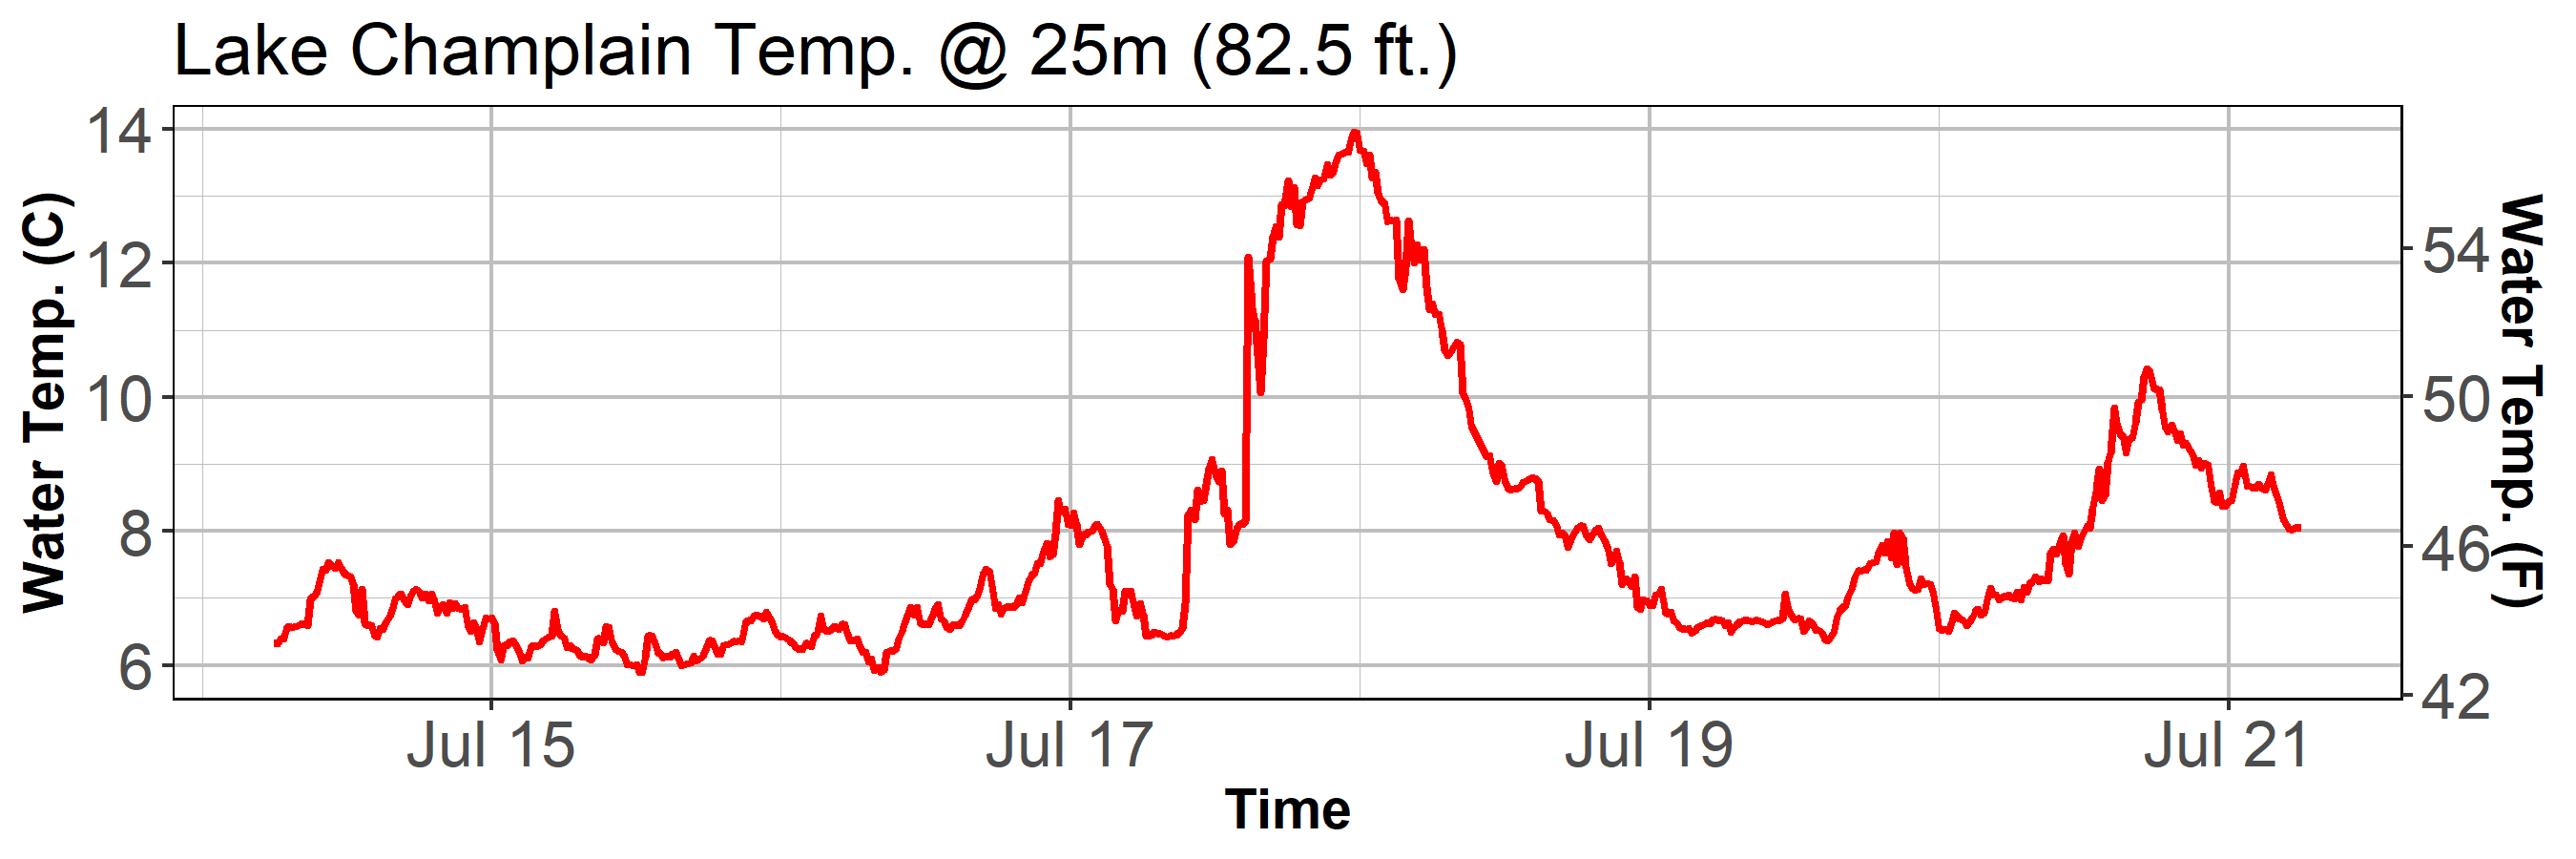 Lake Champlain Temp. @ 25m (82.5 ft.)
Water Temp. (C)
14
12
10
8
6
54
50
46
42
Water Temp. (F)
Jul 15 Jul 17 Jul 19 Jul 21
Time